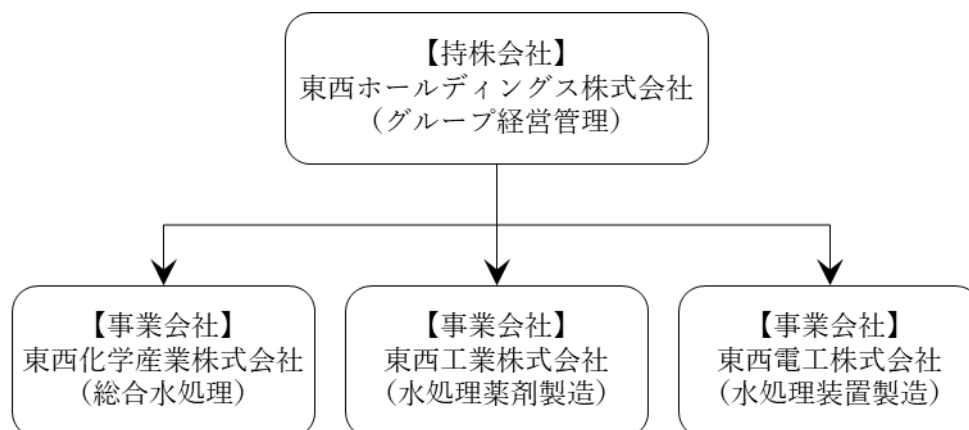 【持株会社】
東西ホールディングス株式会社
（グループ経営管理）
【事業会社】
東西化学産業株式会社
（総合水処理）
【事業会社】
東西工業株式会社
（水処理薬剤製造）
【事業会社】
東西電工株式会社
（水処理装置製造）